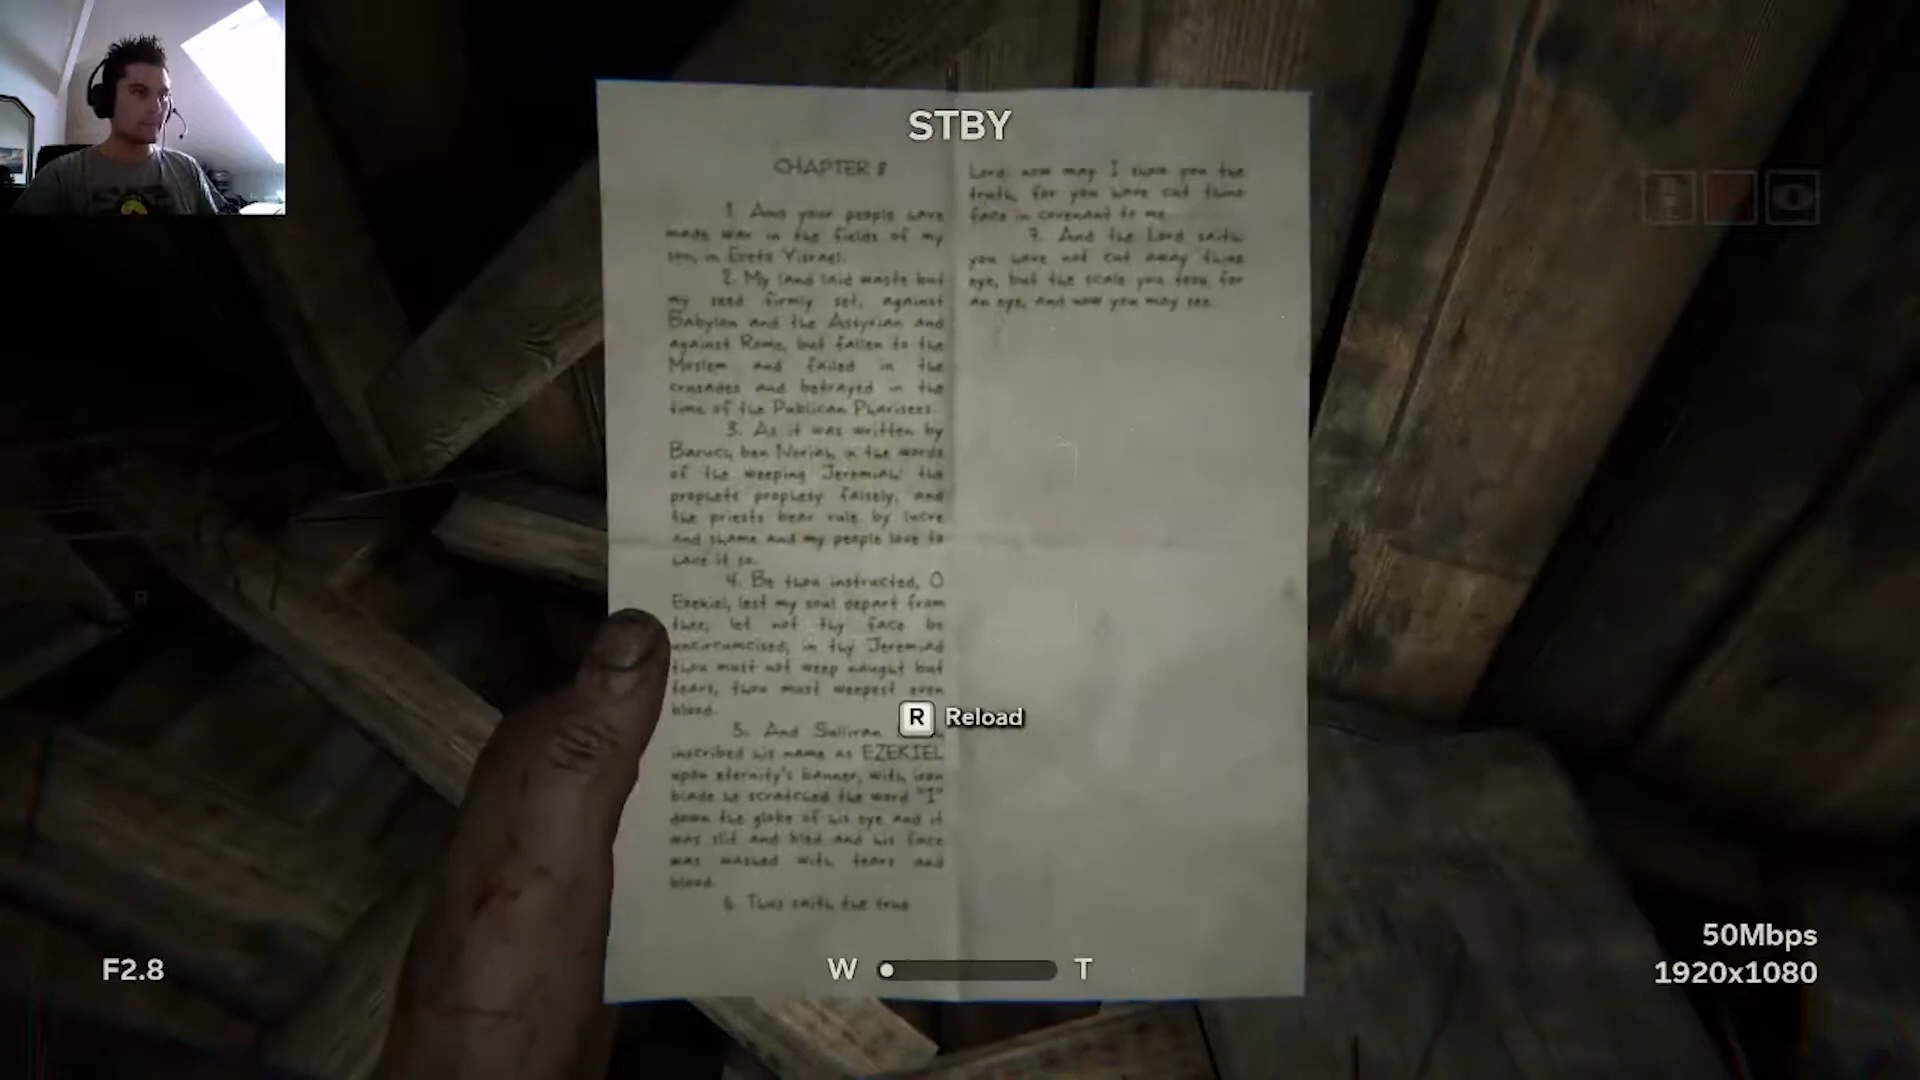 STBY
CHAPTER 8
1. And your people have
made war in the fields of my
son, in Erets Yisrael.
2. My land laid waste but
my seed firmly set, against
Babylon and the Assyrian and
against Rome, but fallen to the
Moslem and failed in the
crusades and betrayed in the
time of the Publican Pharisees.
3. As it was written by
Baruch ben Neriah in the words
of the weeping Jeremiah: the
prophets prophesy falsely, and
the priests bear rule by lucre
and shame and my people love to
have it so.
4. Be thou instructed, O
Ezekiel, lest my soul depart from
thee, let not thy face be
uncircumcised, in thy Jeremiad
thou must not weep naught but
tears, thou must weepest even
blood.
5. And Sullivan
inscribed his name as EZEKIEL
upon eternity's banner, with iron
blade he scratched the word "I"
down the globe of his eye and it
was slit and bled and his face
was washed with tears and
blood.
6. Thus saith the true
Lord: now may I show you the
truth, for you have cut thine
face in covenant to me.
7. And the Lord saith:
you have not cut away thine
eye, but the scale you took for
an eye, and now you may see.
R Reload
F2.8
W T
50Mbps
1920x1080